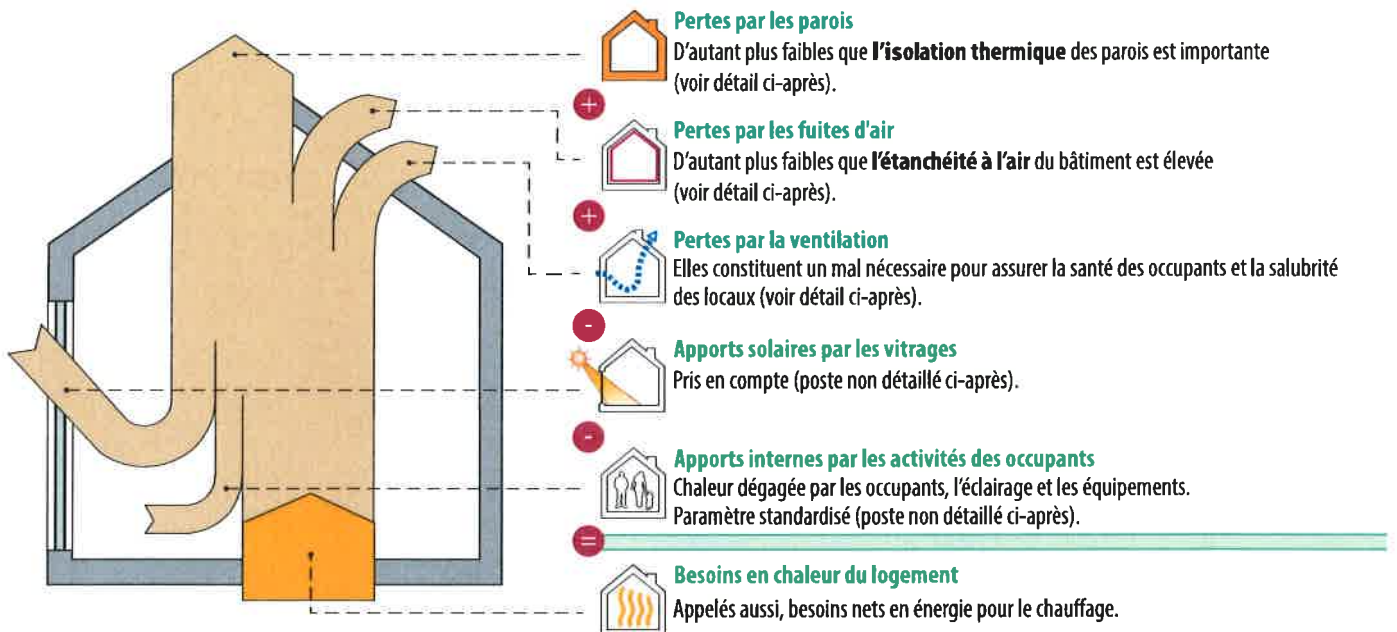 Pertes par les parois
D'autant plus faibles que l'isolation thermique des parois est importante
(voir détail ci-après).
+
Pertes par les fuites d'air
D'autant plus faibles que l'étanchéité à l'air du bâtiment est élevée
(voir détail ci-après).
+
Pertes par la ventilation
Elles constituent un mal nécessaire pour assurer la santé des occupants et la salubrité
des locaux (voir détail ci-après).
-
Apports solaires par les vitrages
Pris en compte (poste non détaillé ci-après).
-
Apports internes par les activités des occupants
Chaleur dégagée par les occupants, l'éclairage et les équipements.
Paramètre standardisé (poste non détaillé ci-après).
=
Besoins en chaleur du logement
Appelés aussi, besoins nets en énergie pour le chauffage.